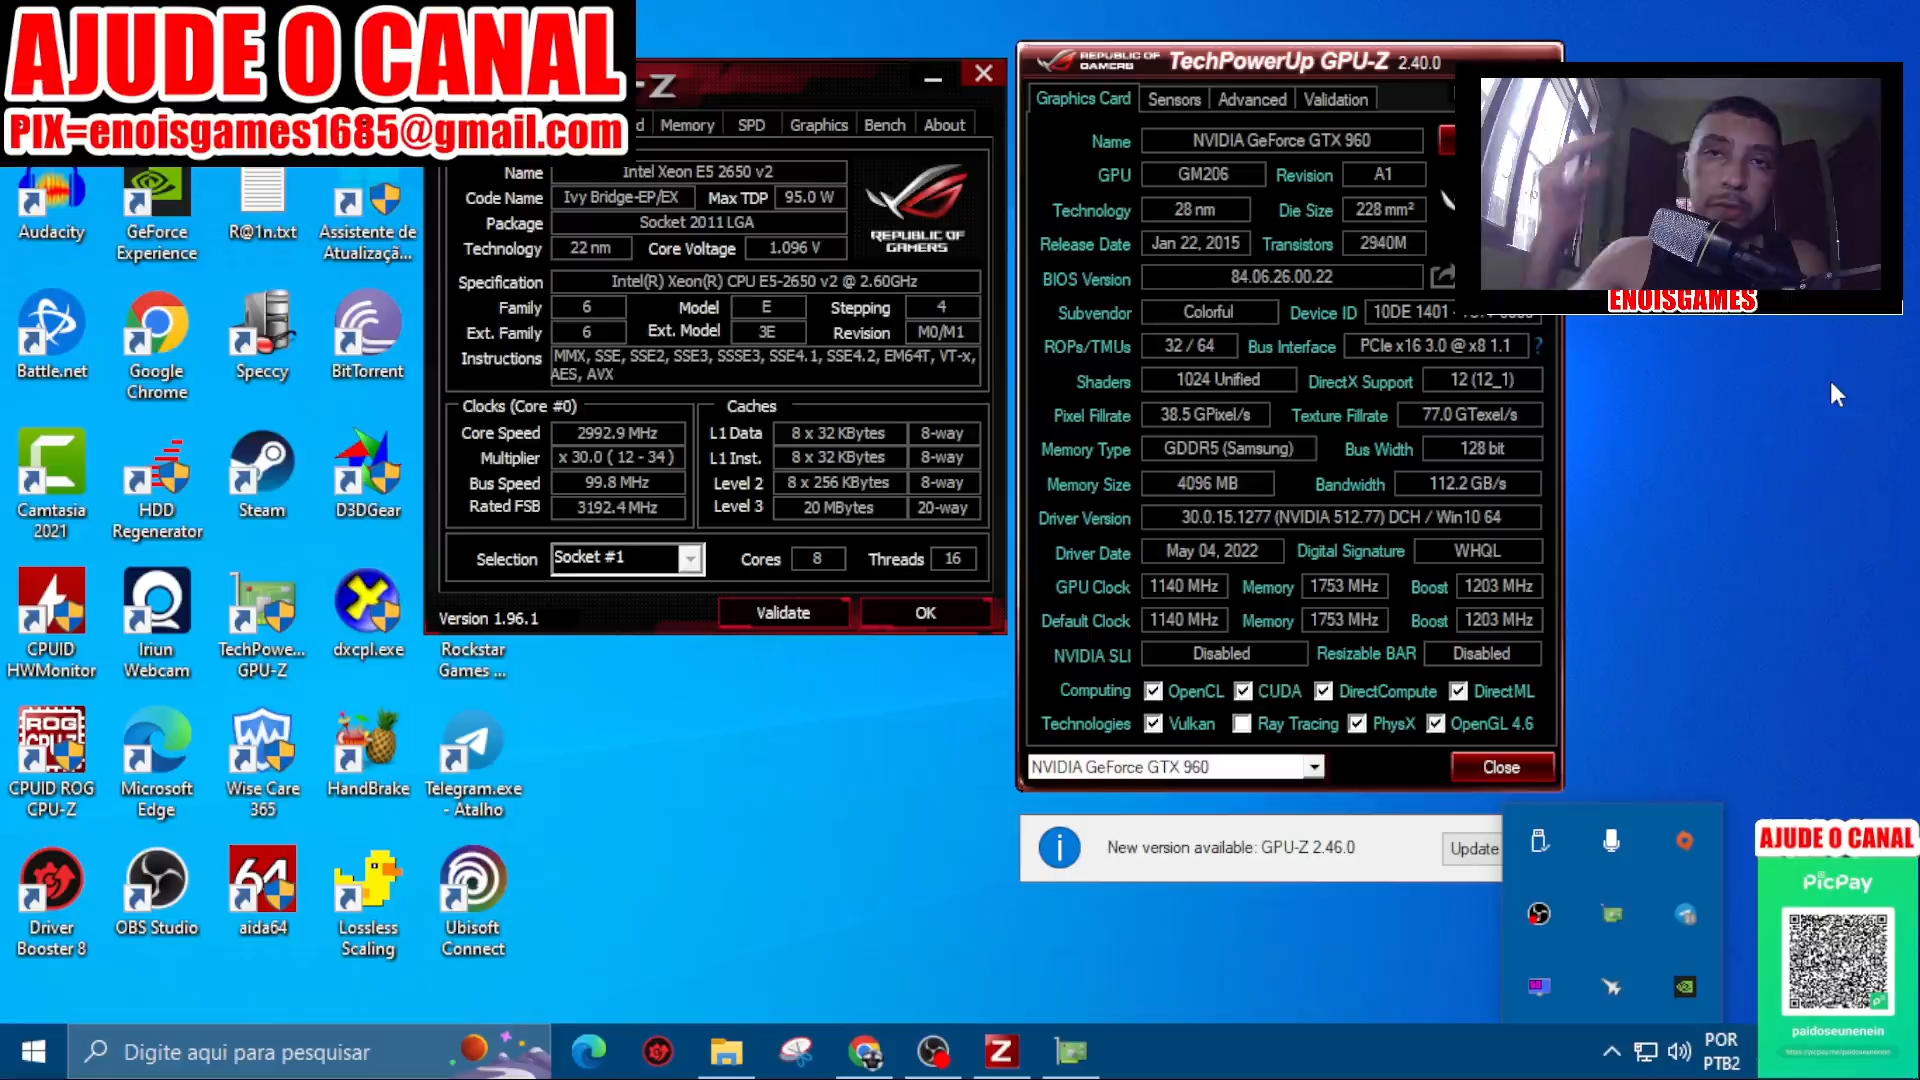 AJUDE O CANAL
PIX=enoisgames1685@gmail.com
Memory SPD Graphics Bench About
Name Intel Xeon E5 2650 v2
Code Name Ivy Bridge-EP/EX Max TDP 95.0 W
Package Socket 2011 LGA
Technology 22 nm Core Voltage 1.096 V
REPUBLIC OF GAMERS
Specification Intel(R) Xeon(R) CPU E5-2650 v2 @ 2.60GHz
Family 6 Model E Stepping 4
Ext. Family 6 Ext. Model 3E Revision M0/M1
Instructions MMX, SSE, SSE2, SSE3, SSSE3, SSE4.1, SSE4.2, EM64T, VT-x,
AES, AVX
Clocks (Core #0) Caches
Core Speed 2992.9 MHz L1 Data 8 x 32 KBytes 8-way
Multiplier x 30.0 ( 12 - 34 ) L1 Inst. 8 x 32 KBytes 8-way
Bus Speed 99.8 MHz Level 2 8 x 256 KBytes 8-way
Rated FSB 3192.4 MHz Level 3 20 MBytes 20-way
Selection Socket #1 Cores 8 Threads 16
Version 1.96.1 Validate OK
REPUBLIC OF GAMERS TechPowerUp GPU-Z 2.40.0
Graphics Card Sensors Advanced Validation
Name NVIDIA GeForce GTX 960
GPU GM206 Revision A1
Technology 28 nm Die Size 228 mm²
Release Date Jan 22, 2015 Transistors 2940M
BIOS Version 84.06.26.00.22
Subvendor Colorful Device ID 10DE 1401
ROPs/TMUs 32 / 64 Bus Interface PCIe x16 3.0 @ x8 1.1 ?
Shaders 1024 Unified DirectX Support 12 (12_1)
Pixel Fillrate 38.5 GPixel/s Texture Fillrate 77.0 GTexel/s
Memory Type GDDR5 (Samsung) Bus Width 128 bit
Memory Size 4096 MB Bandwidth 112.2 GB/s
Driver Version 30.0.15.1277 (NVIDIA 512.77) DCH / Win10 64
Driver Date May 04, 2022 Digital Signature WHQL
GPU Clock 1140 MHz Memory 1753 MHz Boost 1203 MHz
Default Clock 1140 MHz Memory 1753 MHz Boost 1203 MHz
NVIDIA SLI Disabled Resizable BAR Disabled
Computing OpenCL CUDA DirectCompute DirectML
Technologies Vulkan Ray Tracing PhysX OpenGL 4.6
NVIDIA GeForce GTX 960 Close
New version available: GPU-Z 2.46.0 Update
ENOISGAMES
Audacity
GeForce Experience
R@1n.txt
Assistente de Atualizaçã...
Battle.net
Google Chrome
Speccy
BitTorrent
Camtasia 2021
HDD Regenerator
Steam
D3DGear
CPUID HWMonitor
Iriun Webcam
TechPowe... GPU-Z
dxcpl.exe
Rockstar Games ...
CPUID ROG CPU-Z
Microsoft Edge
Wise Care 365
HandBrake
Telegram.exe - Atalho
Driver Booster 8
OBS Studio
64
aida64
Lossless Scaling
Ubisoft Connect
AJUDE O CANAL
PicPay
paidoseunenein
Digite aqui para pesquisar
POR
PTB2